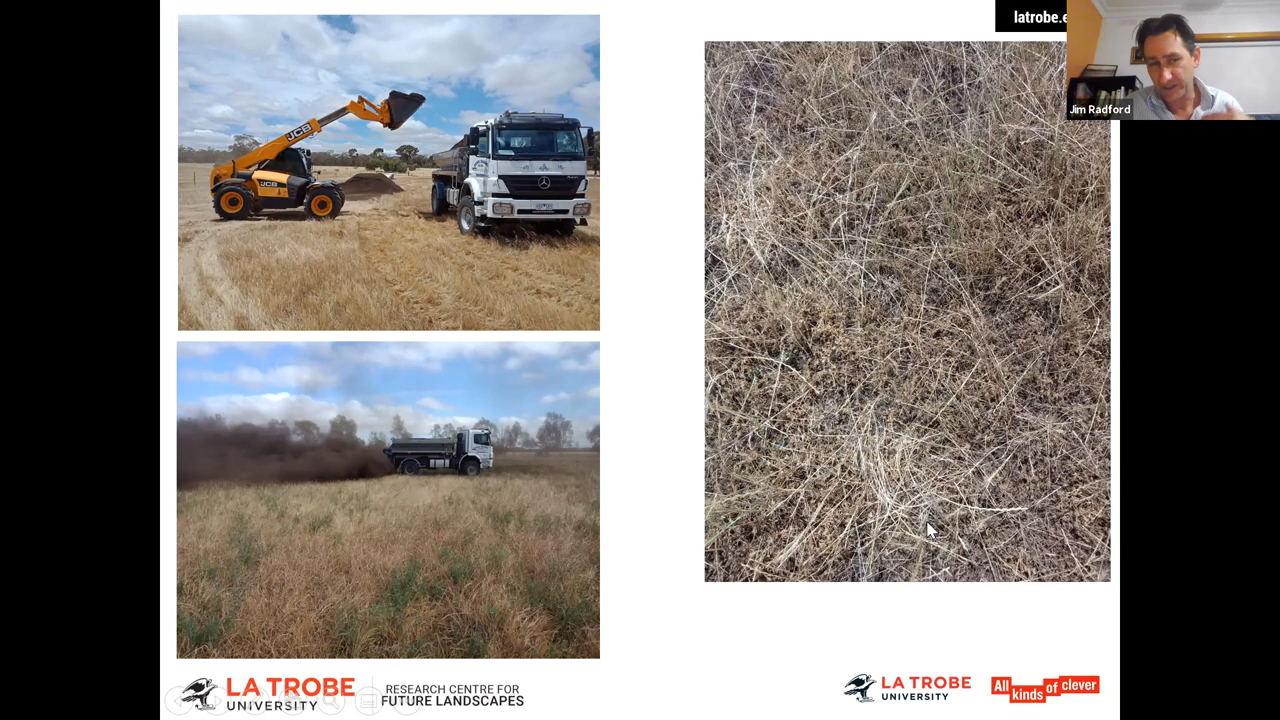 latrobe.e
Jim Radford
JCB
JCB
LA TROBE
UNIVERSITY
RESEARCH CENTRE FOR
FUTURE LANDSCAPES
LA TROBE
UNIVERSITY
All kinds of clever